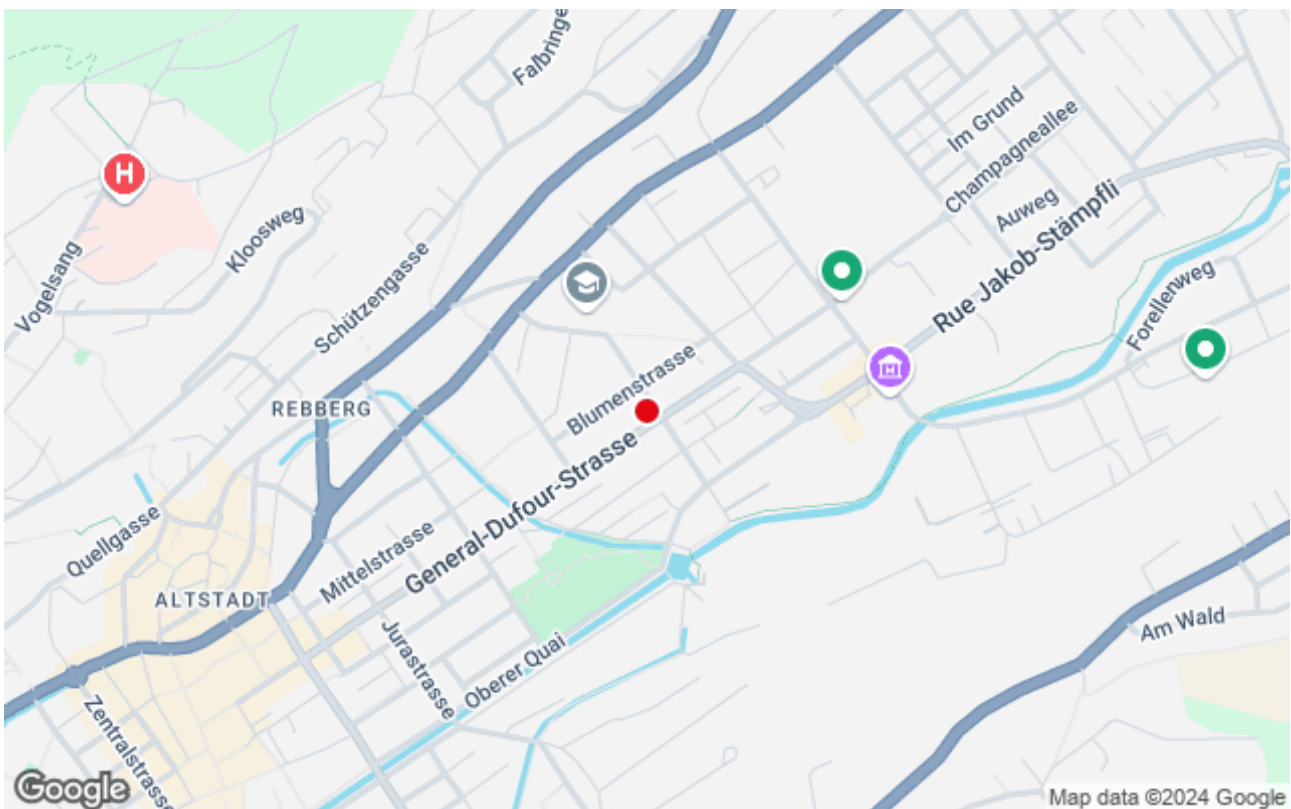 Falbringe
Im Grund
Champagneallee
Auweg
Rue Jakob-Stämpfli
Forellenweg
H
Vogelsang
Kloosweg
Schützengasse
REBBERG
Blumenstrasse
H
General-Dufour-Strasse
Quellgasse
Mittelstrasse
ALTSTADT
Jurastrasse
Oberer Quai
Am Wald
Zentralstrasse
Google
Map data ©2024 Google